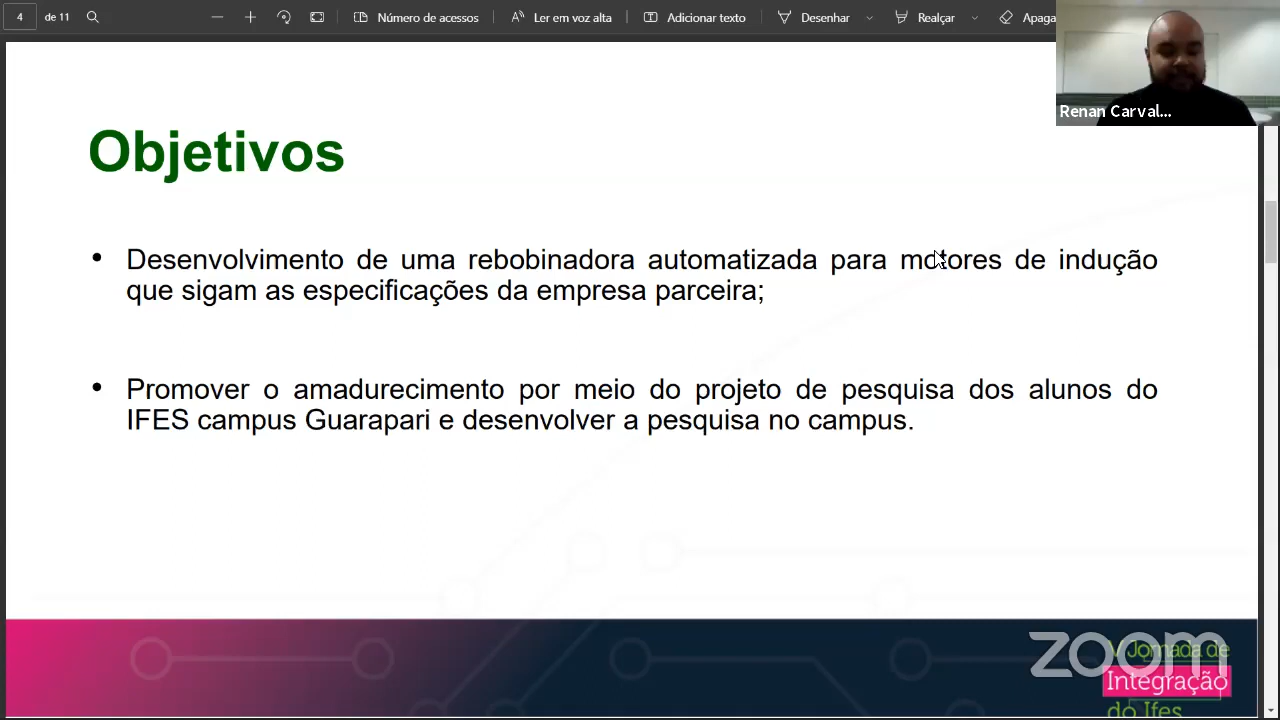 4 de 11 Número de acessos Ler em voz alta Adicionar texto Desenhar Realçar Apaga
Renan Carval...
Objetivos
• Desenvolvimento de uma rebobinadora automatizada para motores de indução
que sigam as especificações da empresa parceira;
• Promover o amadurecimento por meio do projeto de pesquisa dos alunos do
IFES campus Guarapari e desenvolver a pesquisa no campus.
zoom
V Jornada de
Integração
do Ifes